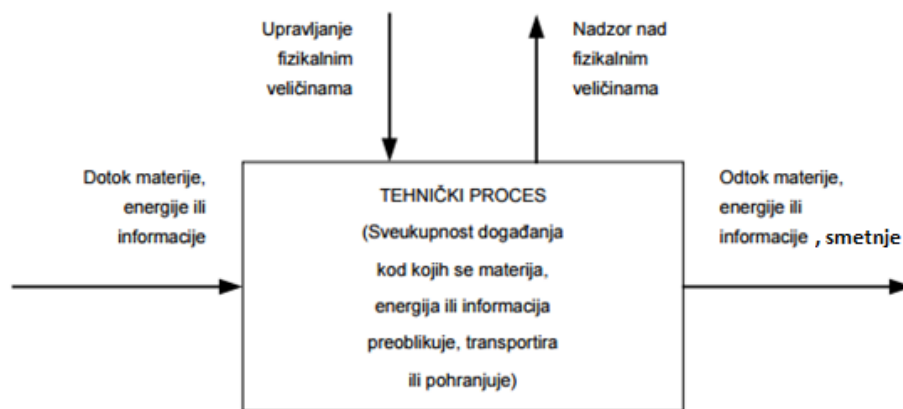 Upravljanje
fizikalnim
veličinama
Nadzor nad
fizikalnim
veličinama
Dotok materije,
energije ili
informacije
TEHNIČKI PROCES
(Sveukupnost događanja
kod kojih se materija,
energija ili informacija
preoblikuje, transportira
ili pohranjuje)
Odtok materije,
energije ili
informacije , smetnje